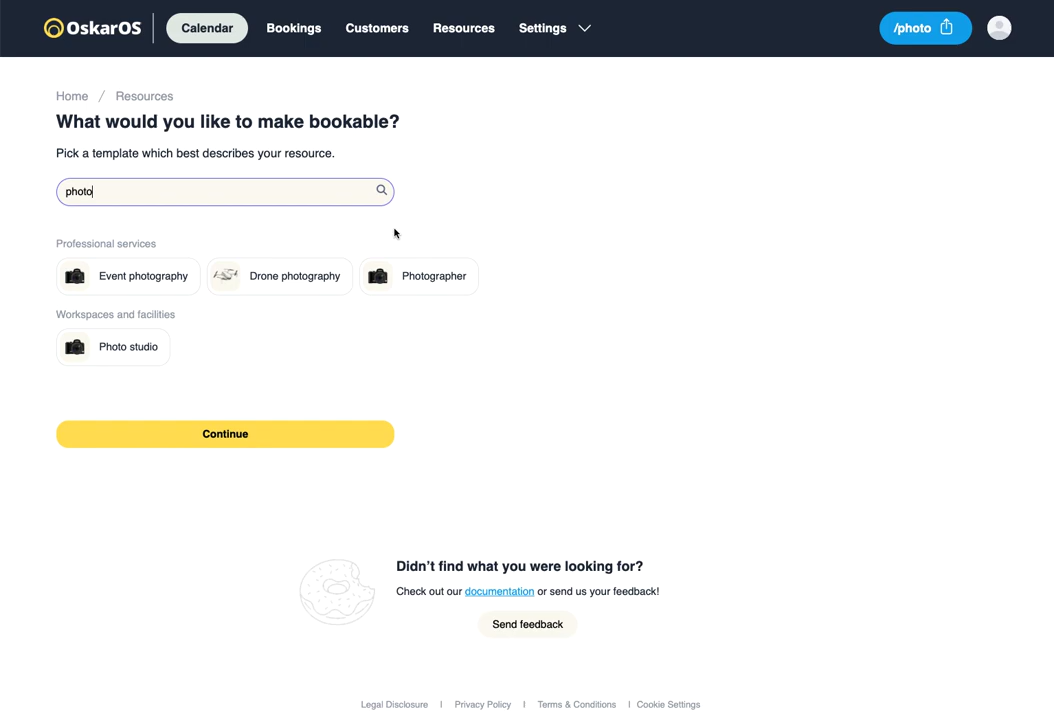 OskarOS
Calendar
Bookings
Customers
Resources
Settings
/photo
Home / Resources
What would you like to make bookable?
Pick a template which best describes your resource.
photo
Professional services
Event photography
Drone photography
Photographer
Workspaces and facilities
Photo studio
Continue
Didn't find what you were looking for?
Check out our documentation or send us your feedback!
Send feedback
Legal Disclosure | Privacy Policy | Terms & Conditions | Cookie Settings